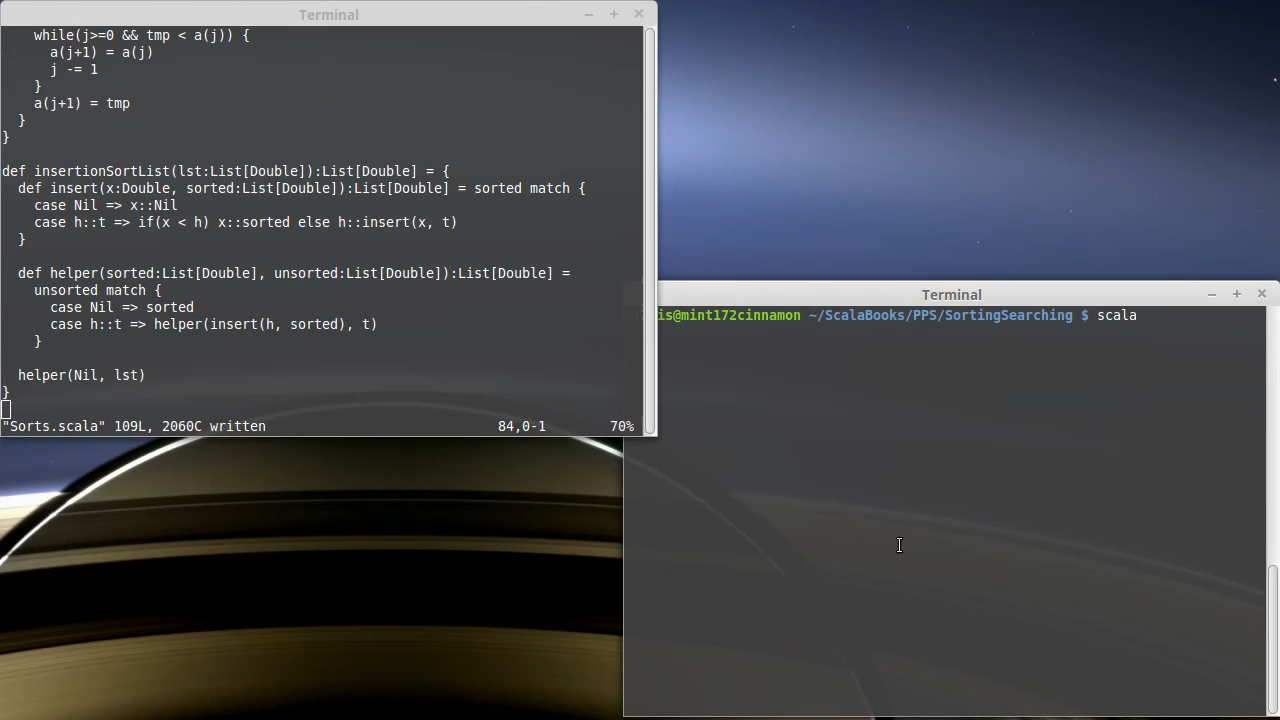 Terminal
    while(j>=0 && tmp < a(j)) {
      a(j+1) = a(j)
      j -= 1
    }
    a(j+1) = tmp
  }
}
def insertionSortList(lst:List[Double]):List[Double] = {
  def insert(x:Double, sorted:List[Double]):List[Double] = sorted match {
    case Nil => x::Nil
    case h::t => if(x < h) x::sorted else h::insert(x, t)
  }
  def helper(sorted:List[Double], unsorted:List[Double]):List[Double] =
    unsorted match {
      case Nil => sorted
      case h::t => helper(insert(h, sorted), t)
    }
  helper(Nil, lst)
}
"Sorts.scala" 109L, 2060C written 84,0-1 70%
Terminal
is@mint172cinnamon ~/ScalaBooks/PPS/SortingSearching $ scala